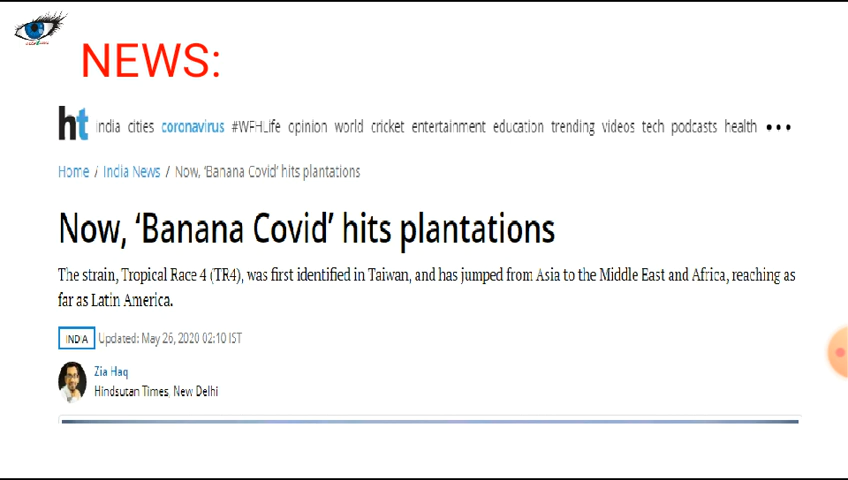 NEWS:
ht india cities coronavirus #WFHLife opinion world cricket entertainment education trending videos tech podcasts health •••
Home / India News / Now, ‘Banana Covid’ hits plantations
Now, ‘Banana Covid’ hits plantations
The strain, Tropical Race 4 (TR4), was first identified in Taiwan, and has jumped from Asia to the Middle East and Africa, reaching as
far as Latin America.
INDIA Updated: May 26, 2020 02:10 IST
Zia Haq
Hindsutan Times, New Delhi